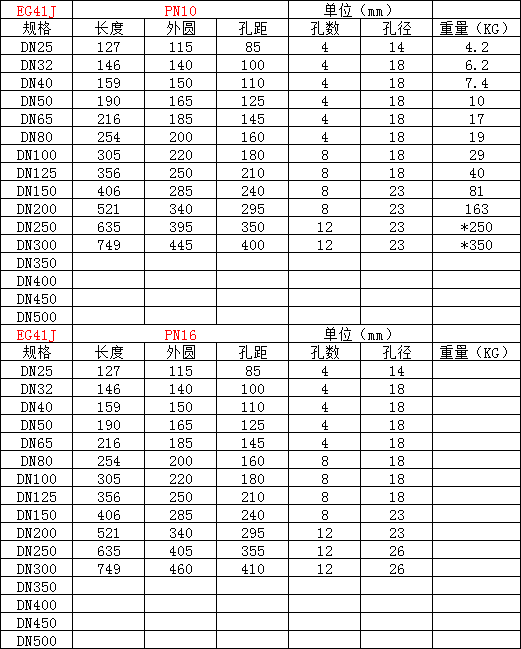 EG41J PN10 单位（mm）
规格 长度 外圆 孔距 孔数 孔径 重量（KG）
DN25 127 115 85 4 14 4.2
DN32 146 140 100 4 18 6.2
DN40 159 150 110 4 18 7.4
DN50 190 165 125 4 18 10
DN65 216 185 145 4 18 17
DN80 254 200 160 4 18 19
DN100 305 220 180 8 18 29
DN125 356 250 210 8 18 40
DN150 406 285 240 8 23 81
DN200 521 340 295 8 23 163
DN250 635 395 350 12 23 *250
DN300 749 445 400 12 23 *350
DN350
DN400
DN450
DN500
EG41J PN16 单位（mm）
规格 长度 外圆 孔距 孔数 孔径 重量（KG）
DN25 127 115 85 4 14
DN32 146 140 100 4 18
DN40 159 150 110 4 18
DN50 190 165 125 4 18
DN65 216 185 145 4 18
DN80 254 200 160 8 18
DN100 305 220 180 8 18
DN125 356 250 210 8 18
DN150 406 285 240 8 23
DN200 521 340 295 12 23
DN250 635 405 355 12 26
DN300 749 460 410 12 26
DN350
DN400
DN450
DN500